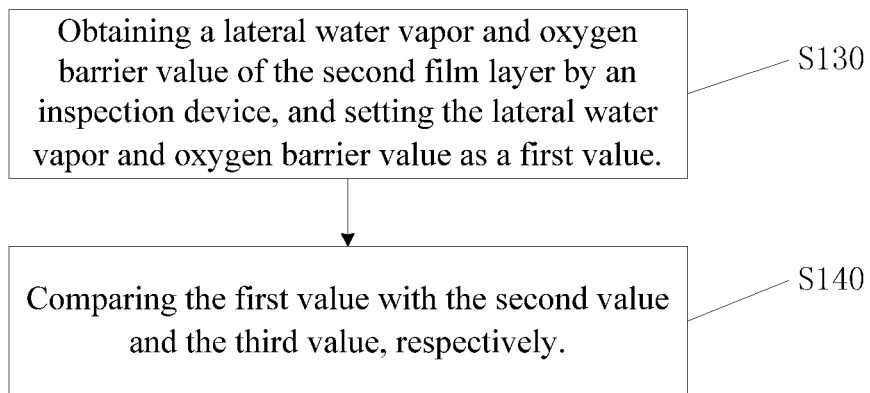 Obtaining a lateral water vapor and oxygen
barrier value of the second film layer by an
inspection device, and setting the lateral water
vapor and oxygen barrier value as a first value.
S130
Comparing the first value with the second value
and the third value, respectively.
S140